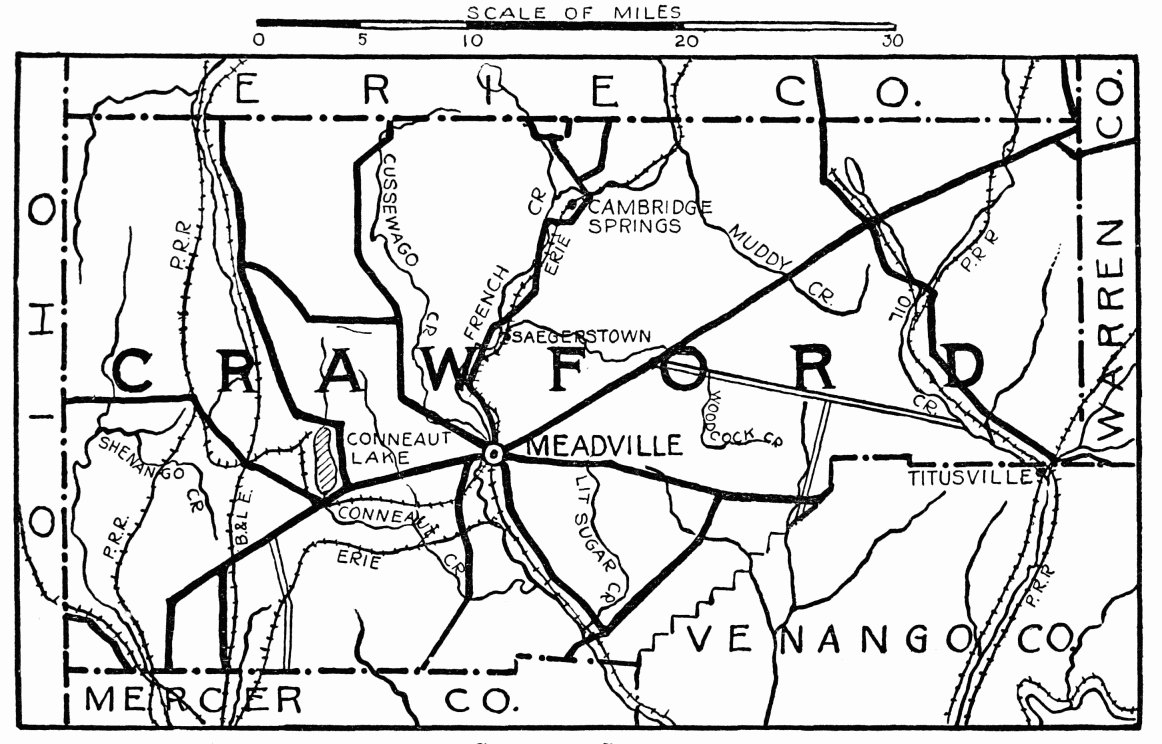 SCALE OF MILES
0 5 10 20 30
ERIE CO.
CO.
WARREN
OHIO
P.R.R
CUSSEWAGO
CR.
CR
CAMBRIDGE
SPRINGS
ERIE
FRENCH
MUDDY
CR.
P.R.R
OIL
CR.
SAEGERSTOWN
CRAWFORD
WOOD
COCK CR
SHENANGO
CR
CONNEAUT
LAKE
MEADVILLE
TITUSVILLE
P.R.R.
B.&L.E.
CONNEAUT
CR
ERIE
LIT SUGAR CR
P.R.R
VENANGO CO.
MERCER CO.